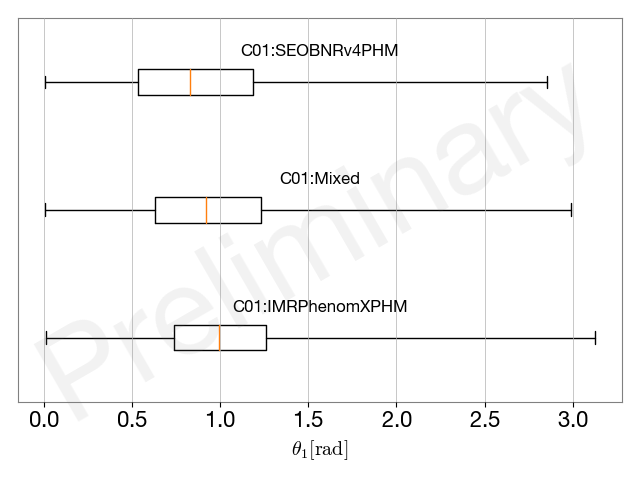 C01:SEOBNRv4PHM
C01:Mixed
C01:IMRPhenomXPHM
Preliminary
0.0 0.5 1.0 1.5 2.0 2.5 3.0
θ₁[rad]